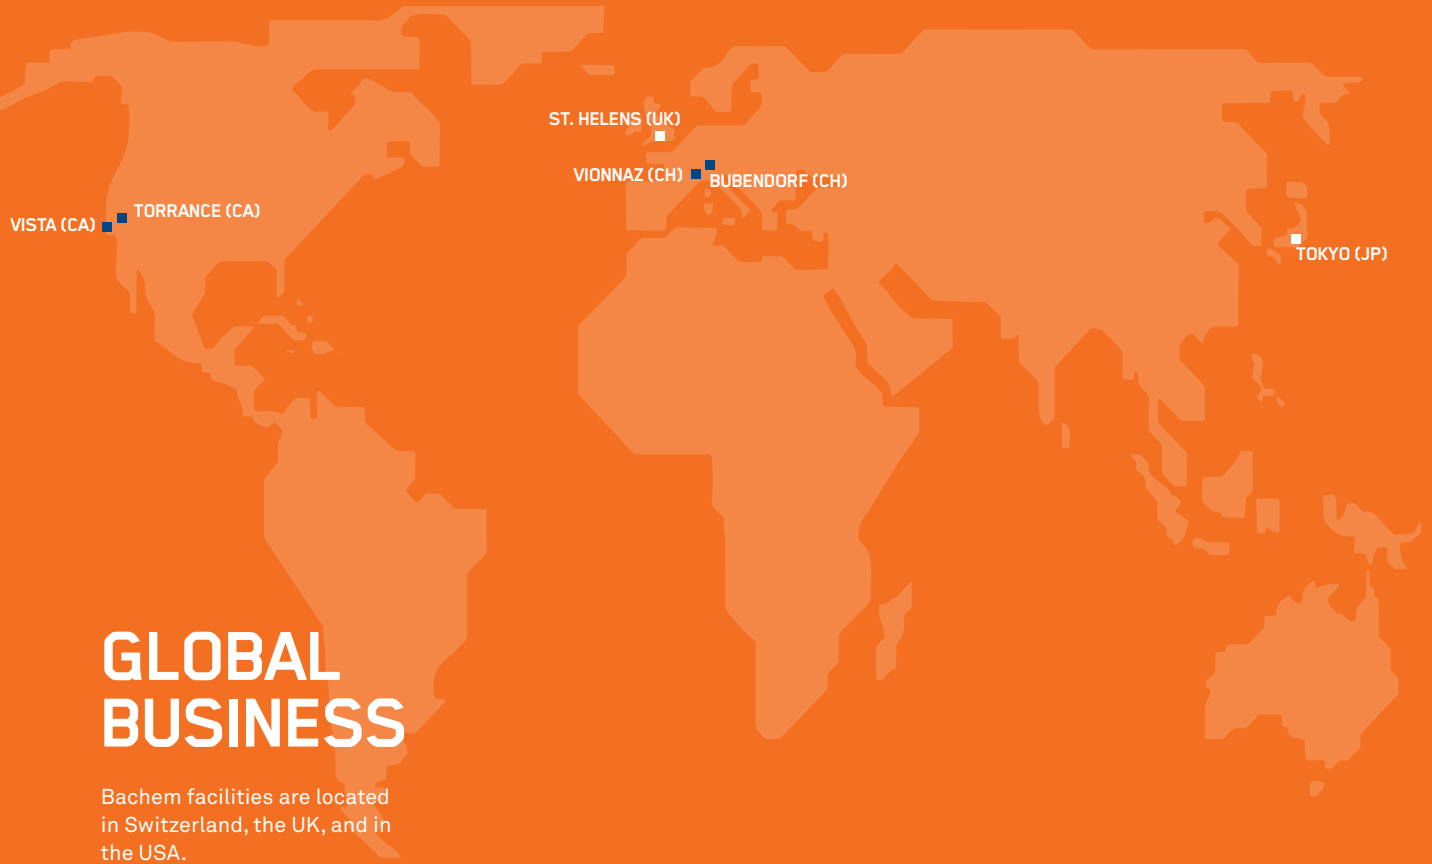 ST. HELENS (UK)
VIONNAZ (CH)
BUBENDORF (CH)
TORRANCE (CA)
VISTA (CA)
TOKYO (JP)
GLOBAL
BUSINESS
Bachem facilities are located
in Switzerland, the UK, and in
the USA.